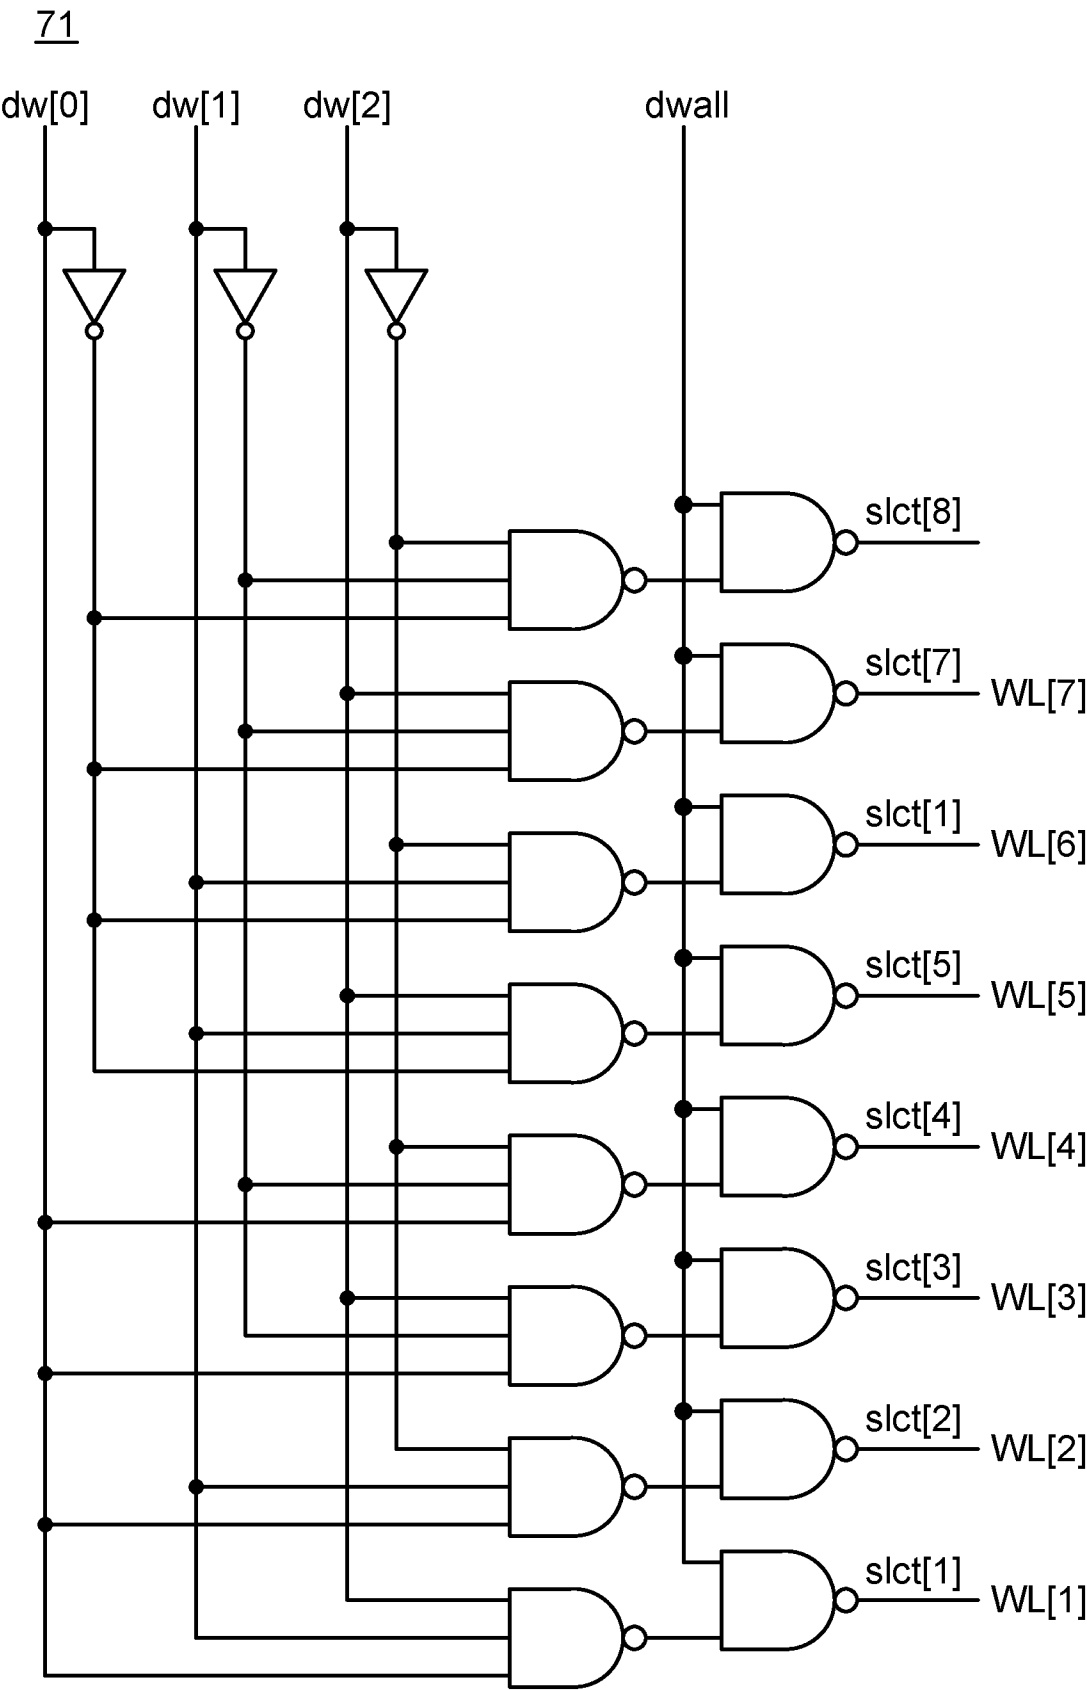 71
dw[0] dw[1] dw[2] dwall
slct[8]
slct[7] WL[7]
slct[1] WL[6]
slct[5] WL[5]
slct[4] WL[4]
slct[3] WL[3]
slct[2] WL[2]
slct[1] WL[1]